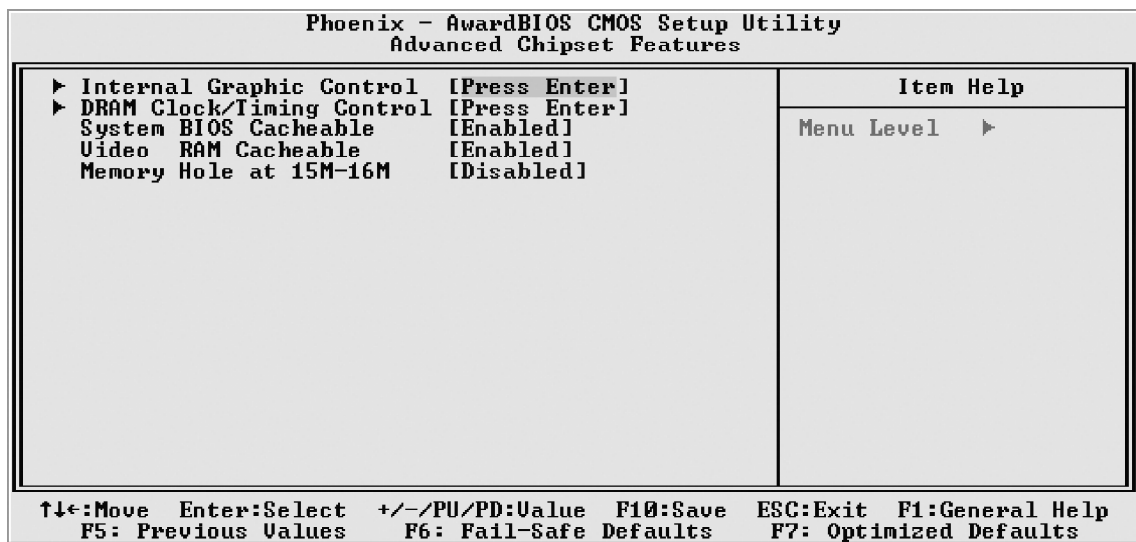 Phoenix - AwardBIOS CMOS Setup Utility
Advanced Chipset Features
▶ Internal Graphic Control [Press Enter]
▶ DRAM Clock/Timing Control [Press Enter]
System BIOS Cacheable [Enabled]
Video RAM Cacheable [Enabled]
Memory Hole at 15M-16M [Disabled]
Item Help
Menu Level ▶
↑↓←:Move Enter:Select +/-/PU/PD:Value F10:Save ESC:Exit F1:General Help
F5: Previous Values F6: Fail-Safe Defaults F7: Optimized Defaults